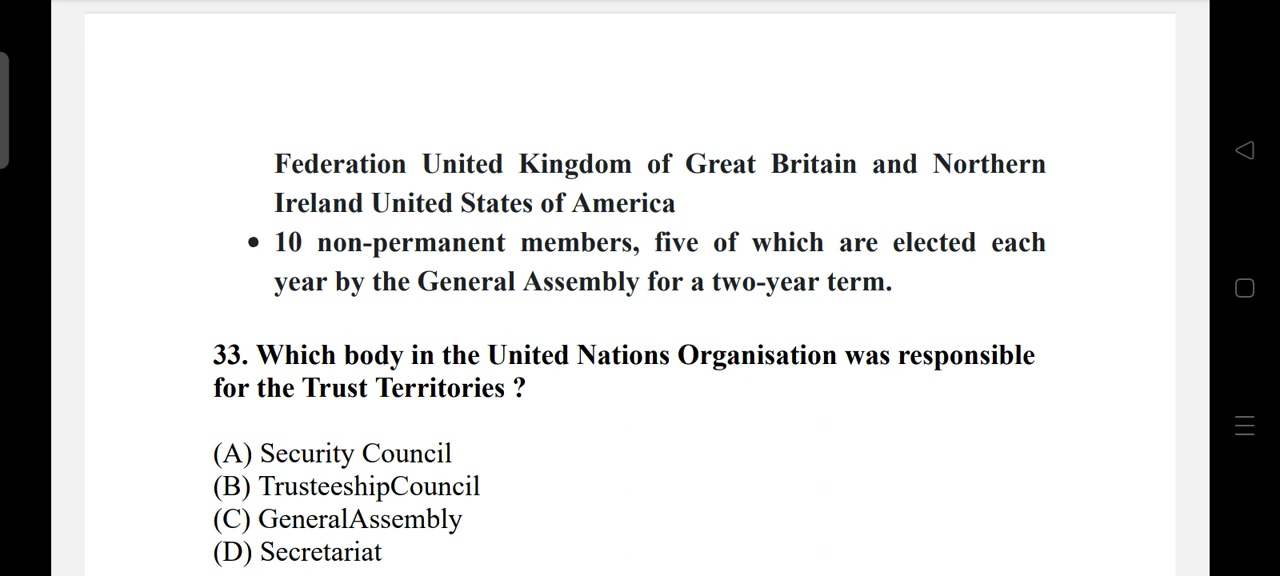 Federation United Kingdom of Great Britain and Northern
Ireland United States of America
• 10 non-permanent members, five of which are elected each
year by the General Assembly for a two-year term.
33. Which body in the United Nations Organisation was responsible
for the Trust Territories ?
(A) Security Council
(B) TrusteeshipCouncil
(C) GeneralAssembly
(D) Secretariat